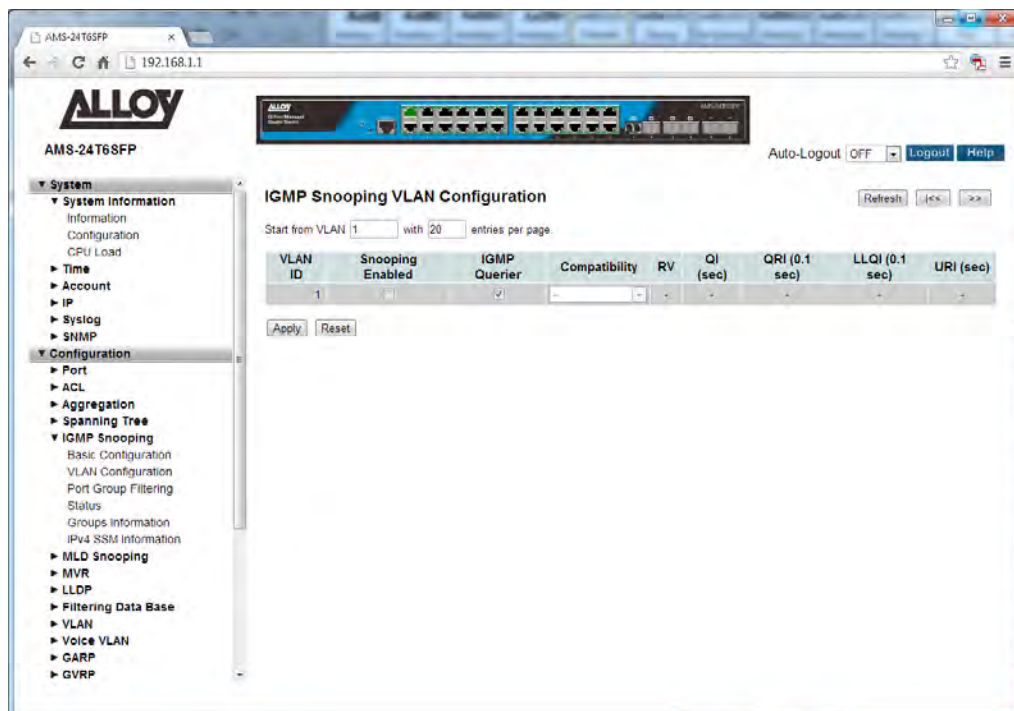 AMS-24T6SFP
192.168.1.1
ALLOY
ALLOY
AMS-24T6SFP
Auto-Logout OFF Logout Help
▼ System
▼ System Information
Information
Configuration
CPU Load
► Time
► Account
► IP
► Syslog
► SNMP
▼ Configuration
► Port
► ACL
► Aggregation
► Spanning Tree
▼ IGMP Snooping
Basic Configuration
VLAN Configuration
Port Group Filtering
Status
Groups Information
IPv4 SSM Information
► MLD Snooping
► MVR
► LLDP
► Filtering Data Base
► VLAN
► Voice VLAN
► GARP
► GVRP
IGMP Snooping VLAN Configuration
Refresh |<< >>
Start from VLAN 1 with 20 entries per page.
VLAN ID Snooping Enabled IGMP Querier Compatibility RV QI (sec) QRI (0.1 sec) LLQI (0.1 sec) URI (sec)
1 - - - - - -
Apply Reset